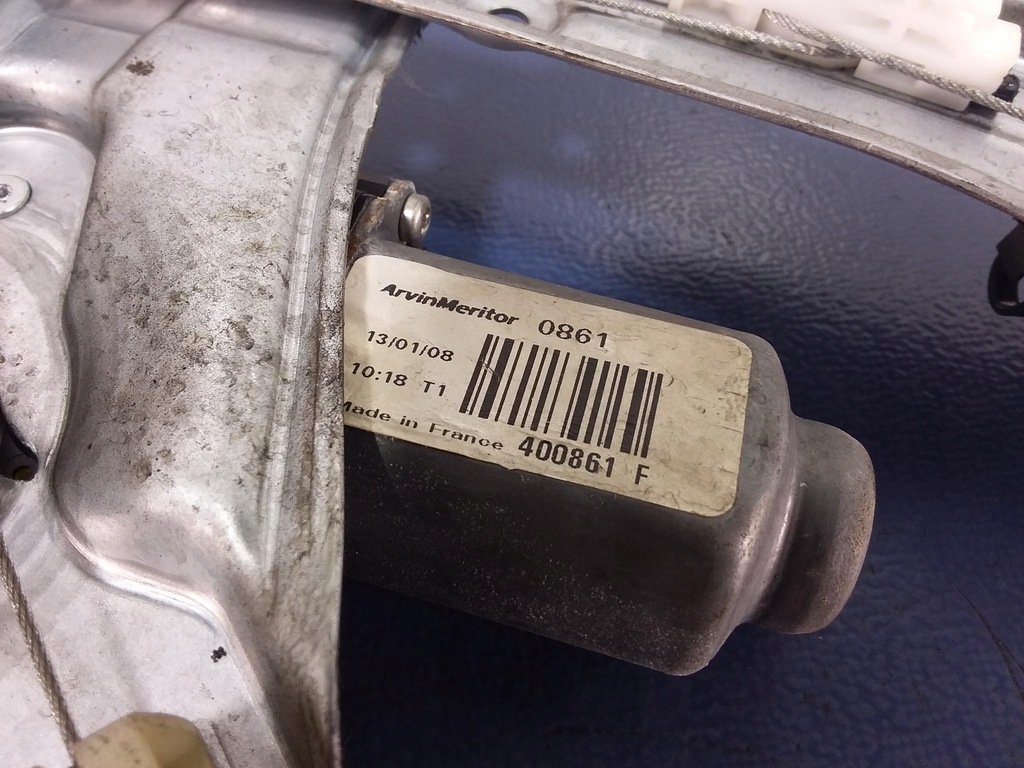 ArvinMeritor 0861
13/01/08
10:18 T1
Made in France 400861 F